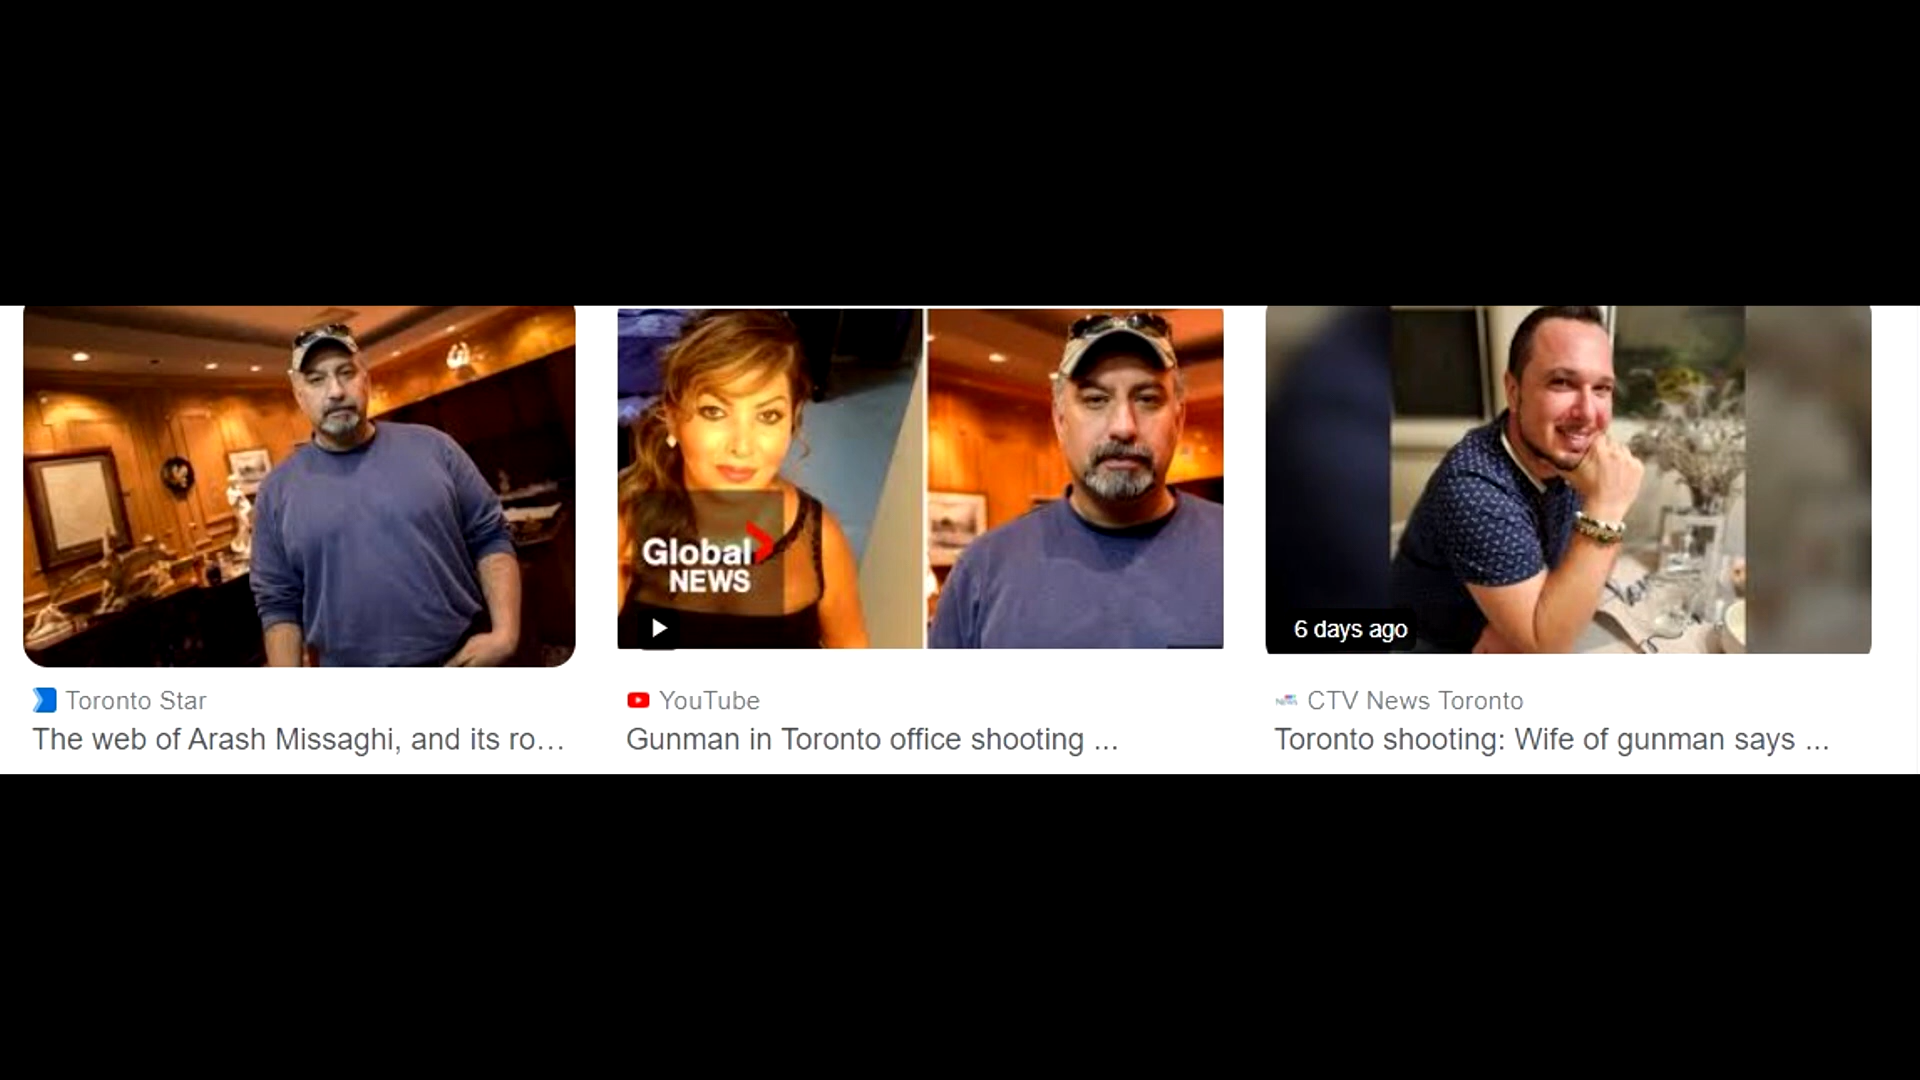 Global
NEWS
6 days ago
Toronto Star
The web of Arash Missaghi, and its ro...
YouTube
Gunman in Toronto office shooting ...
CTV News Toronto
Toronto shooting: Wife of gunman says ...